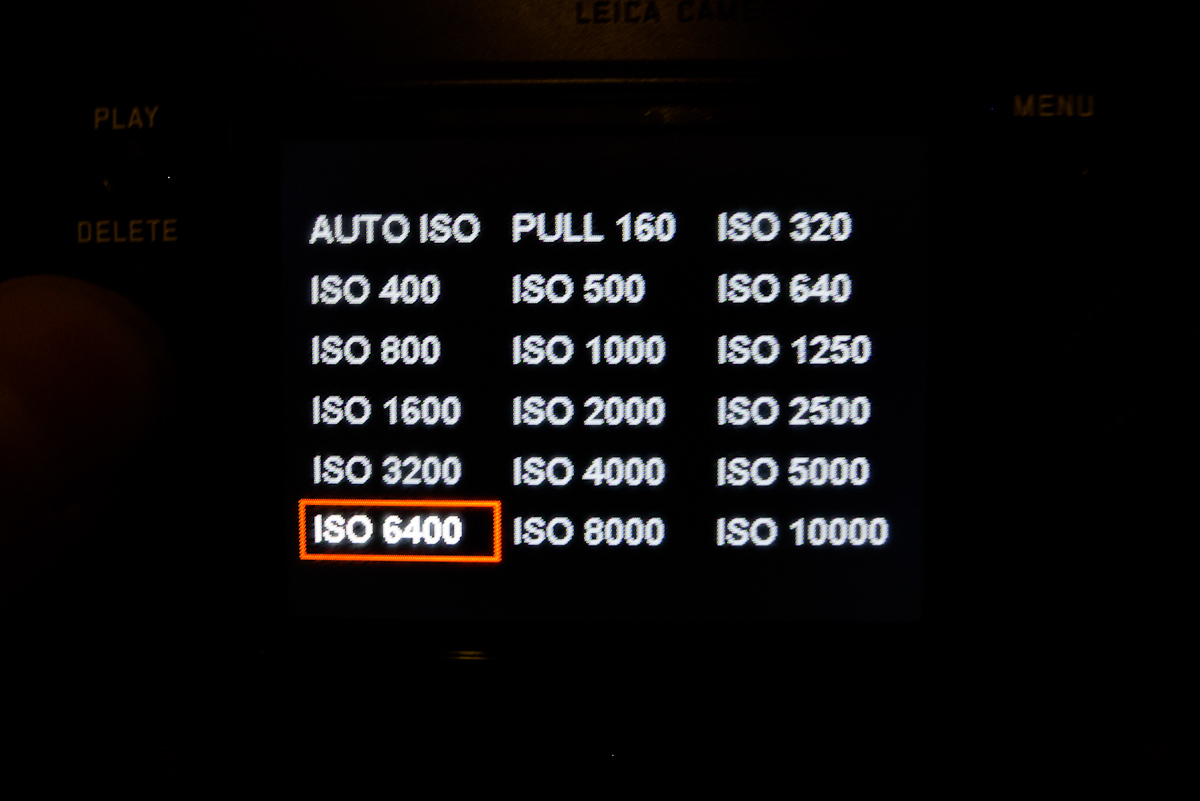 LEICA CAMERA
PLAY
MENU
DELETE
AUTO ISO PULL 160 ISO 320
ISO 400 ISO 500 ISO 640
ISO 800 ISO 1000 ISO 1250
ISO 1600 ISO 2000 ISO 2500
ISO 3200 ISO 4000 ISO 5000
ISO 6400 ISO 8000 ISO 10000